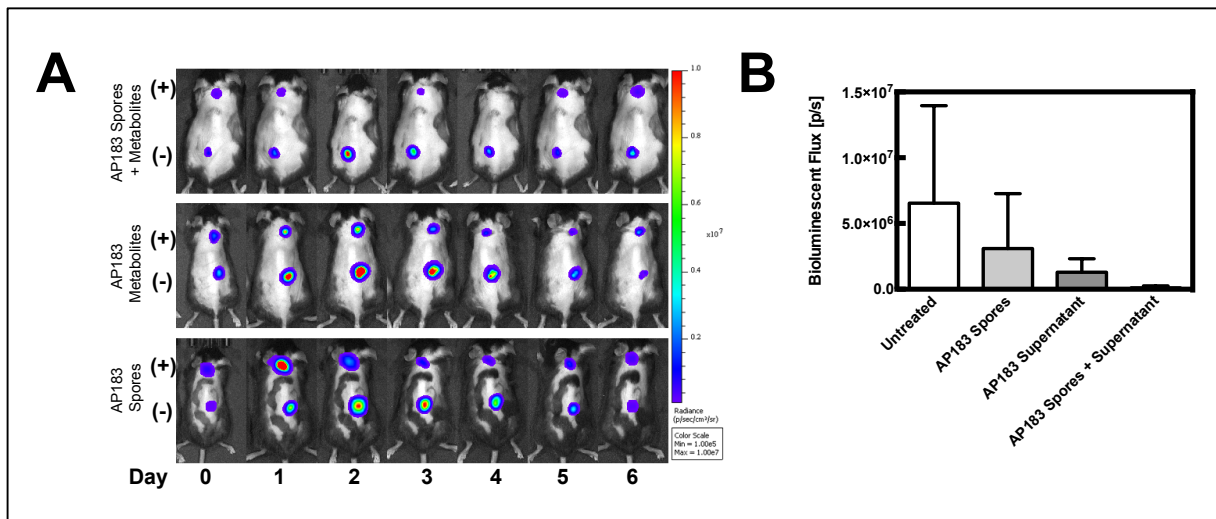 A
AP183 Spores
+ Metabolites
(+)
(-)
AP183
Metabolites
(+)
(-)
AP183
Spores
(+)
(-)
Day 0 1 2 3 4 5 6
1.0
0.8
0.6
x10⁷
0.4
0.2
Radiance
(p/sec/cm²/sr)
Color Scale
Min = 1.00e5
Max = 1.00e7
B
Bioluminescent Flux [p/s]
1.5×10⁷
1.0×10⁷
5.0×10⁶
0.0
Untreated
AP183 Spores
AP183 Supernatant
AP183 Spores + Supernatant